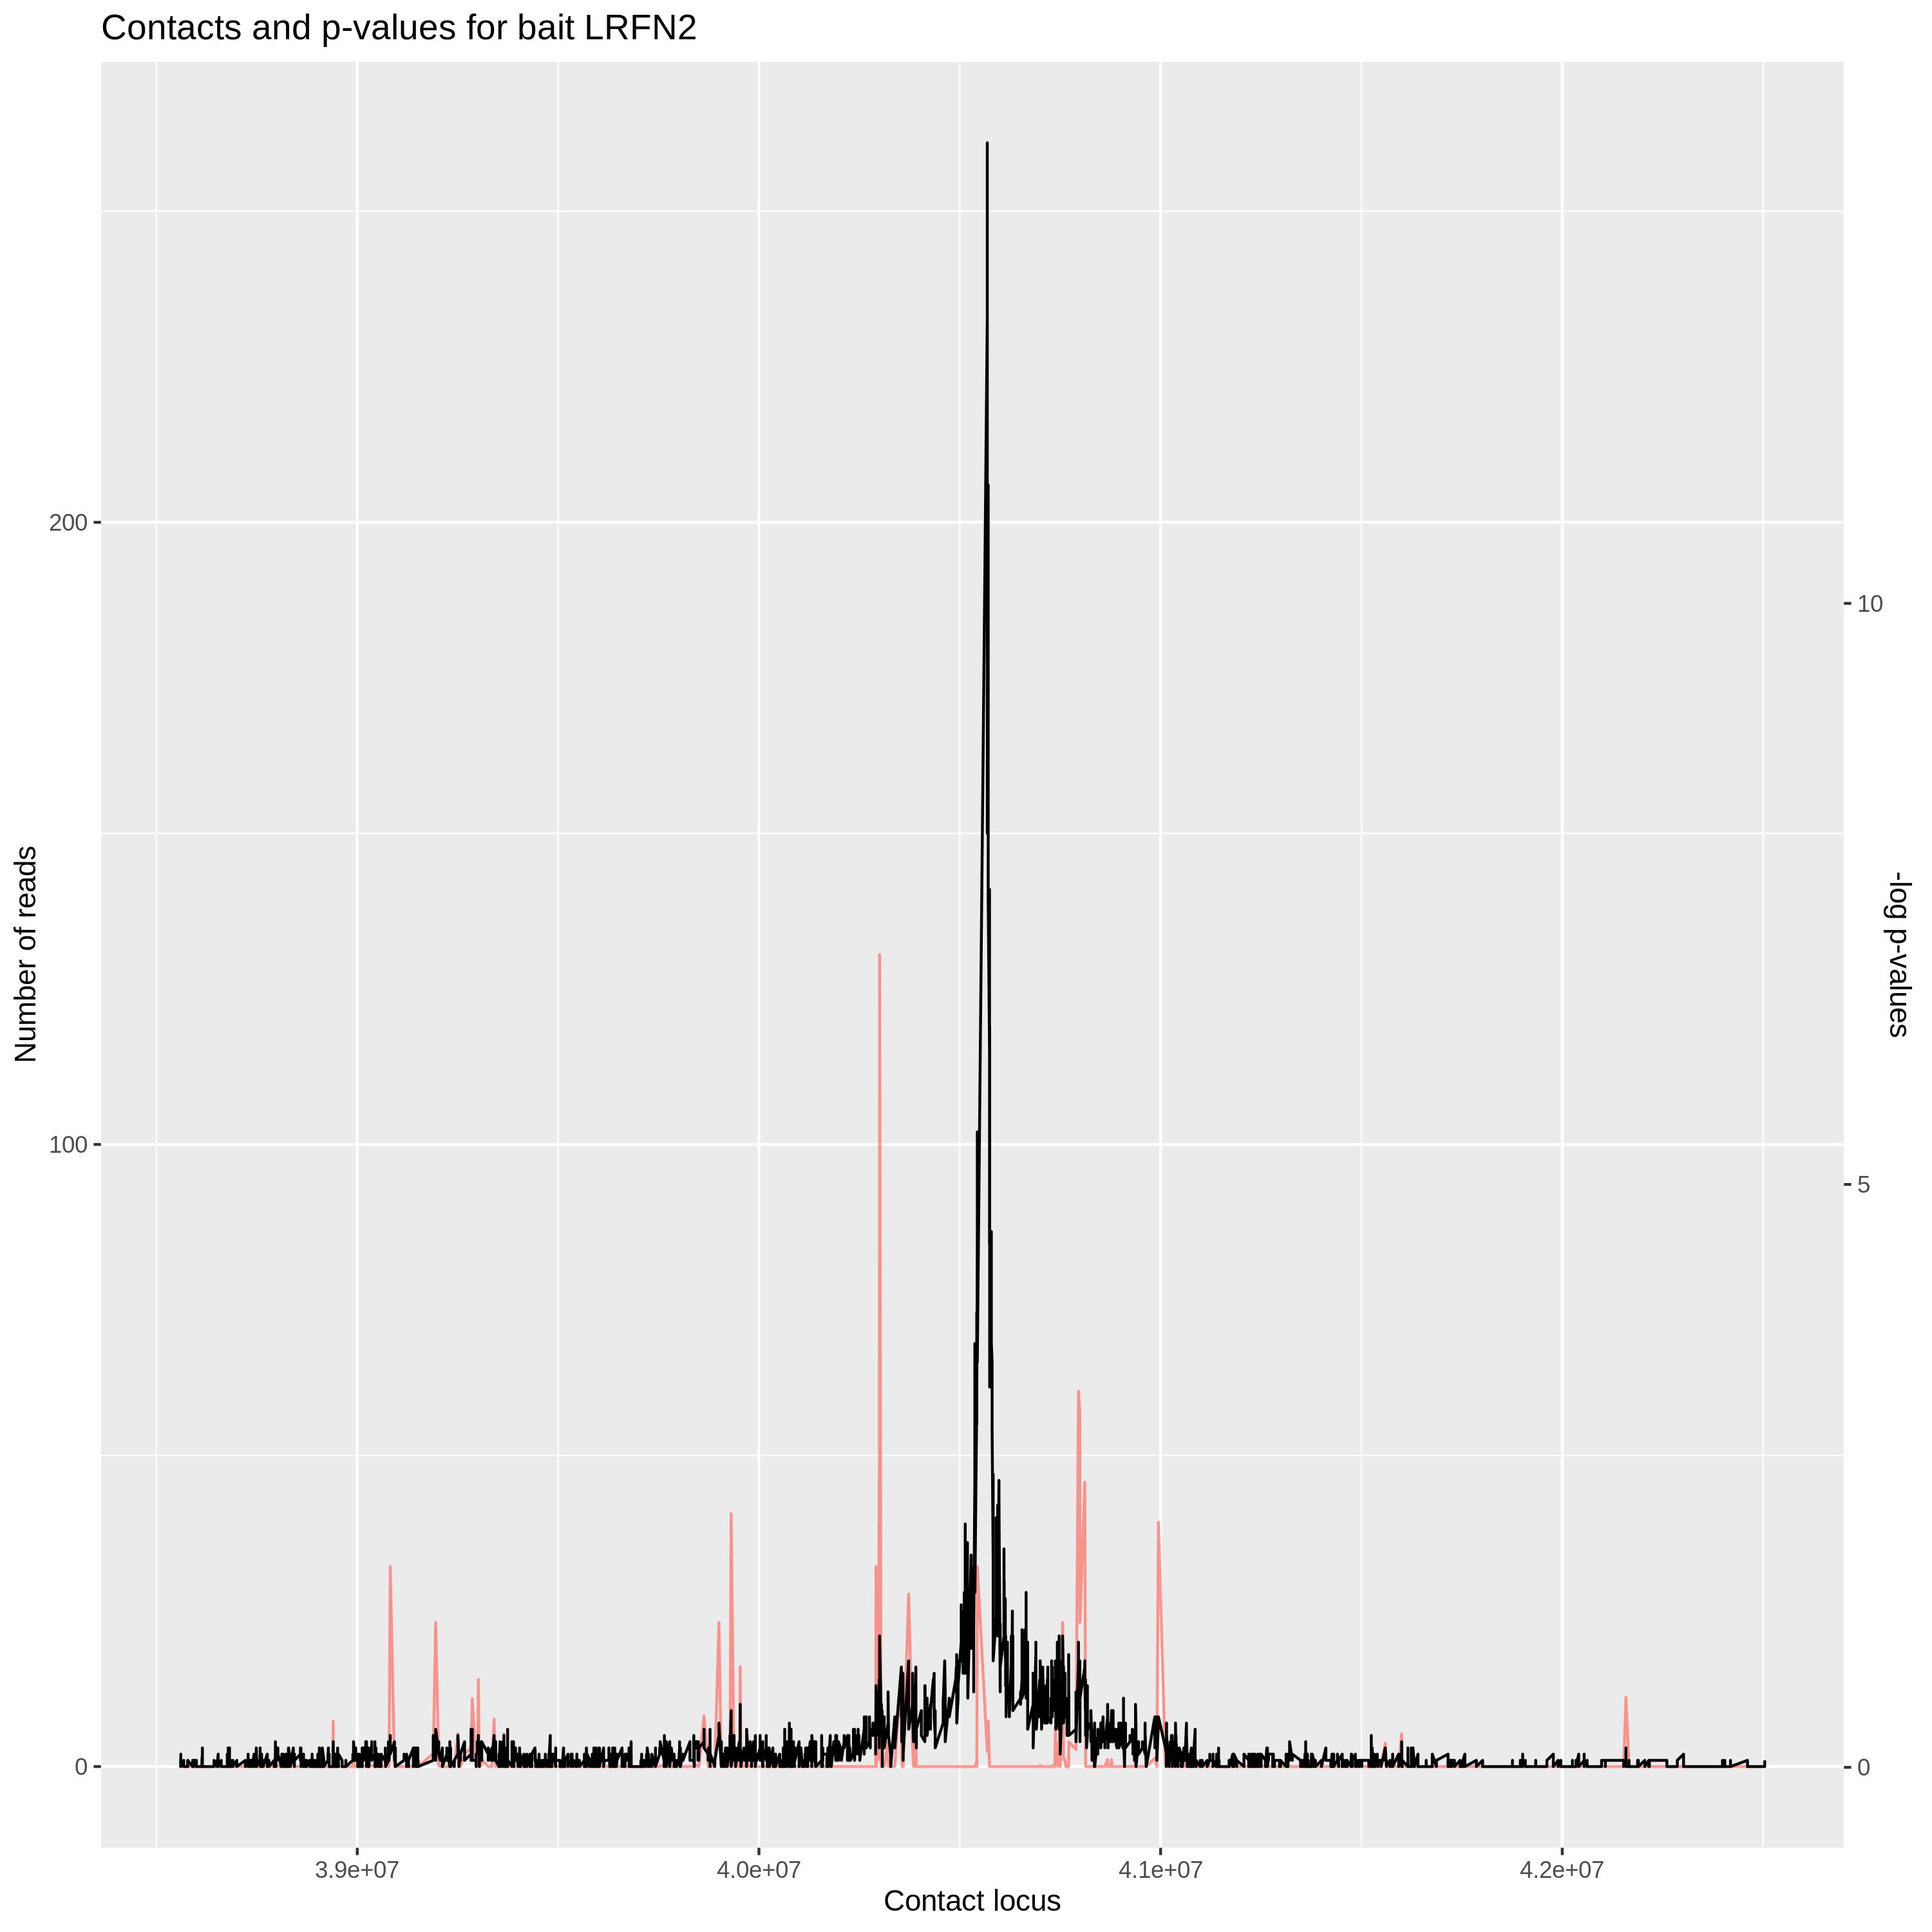 Contacts and p-values for bait LRFN2
Number of reads
200
100
0
10
5
0
-log p-values
3.9e+07 4.0e+07 4.1e+07 4.2e+07
Contact locus